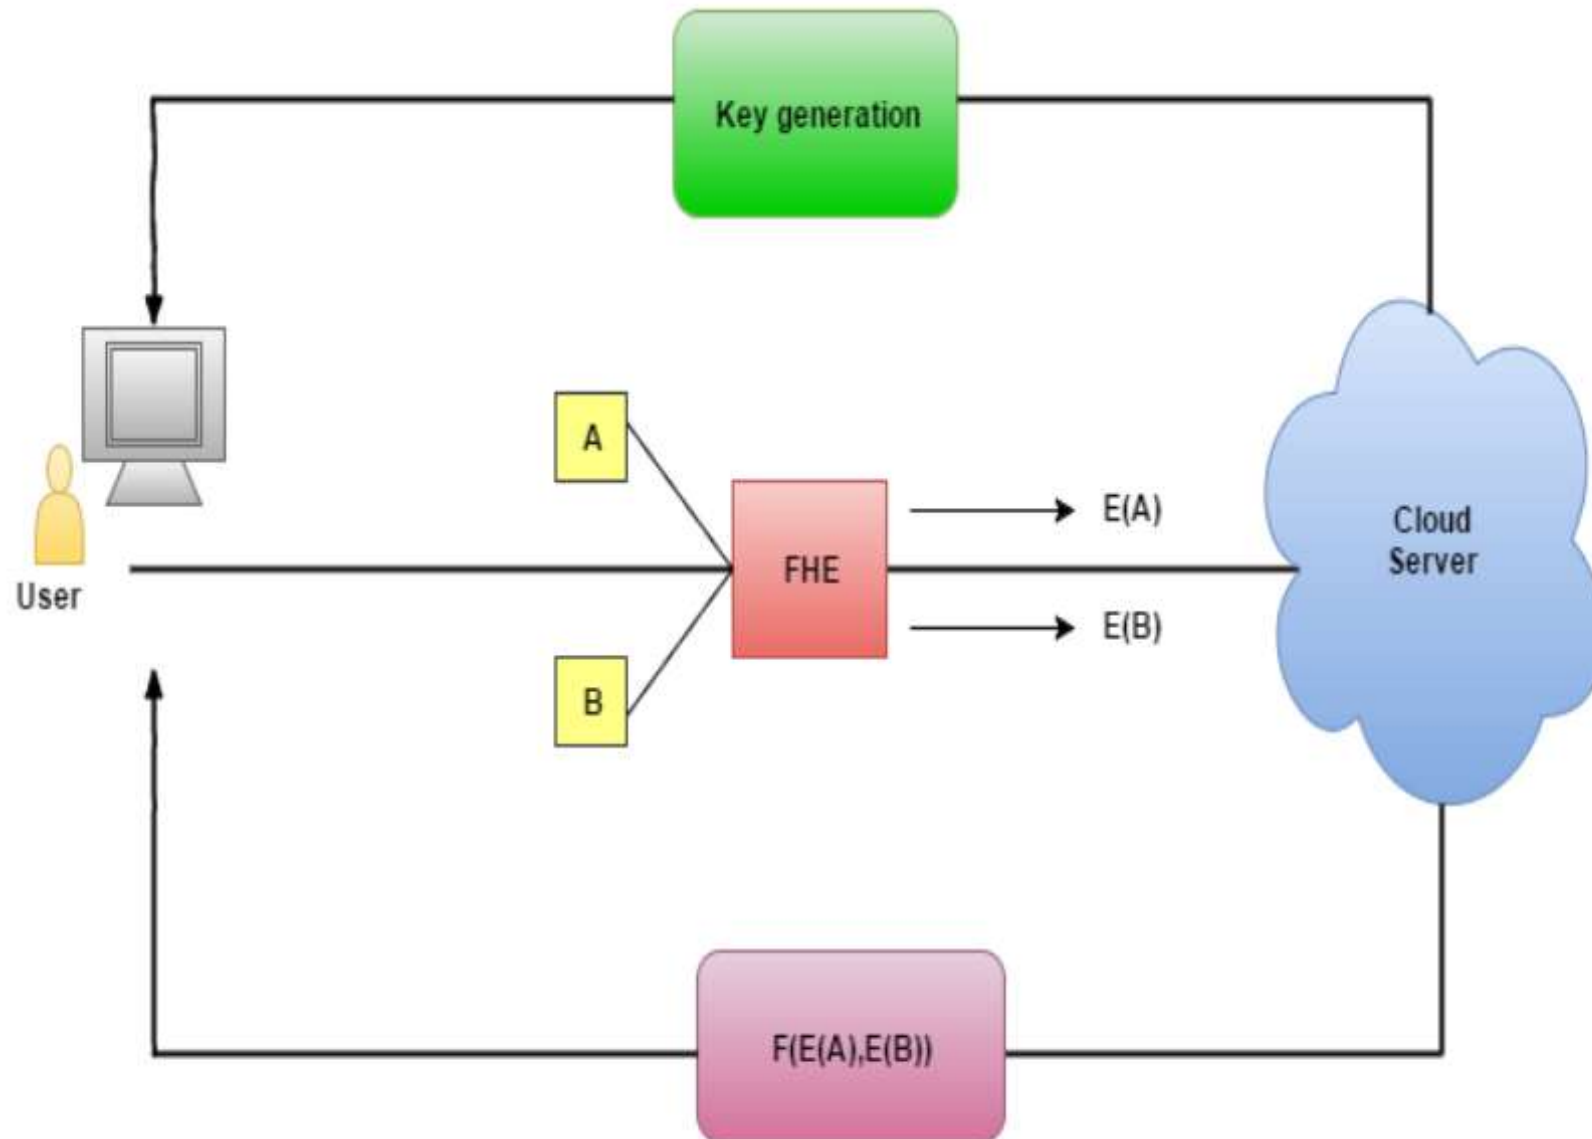 Key generation
A
E(A)
FHE
Cloud
Server
User
E(B)
B
F(E(A),E(B))